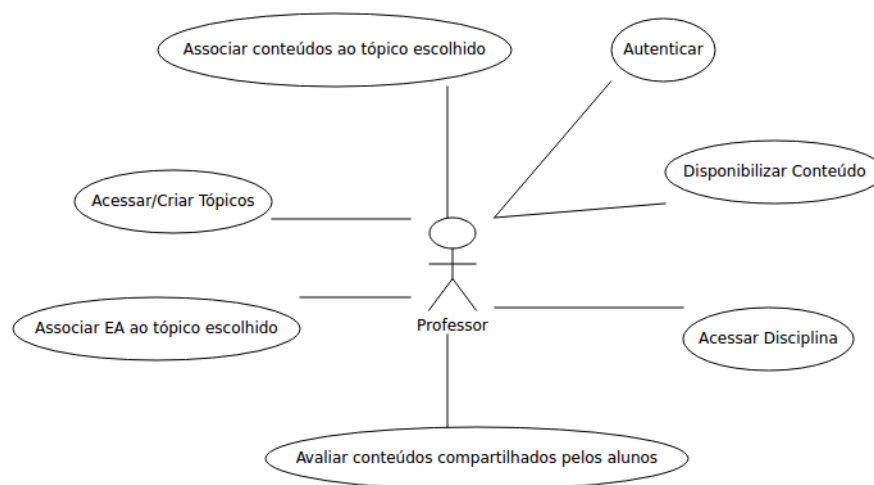 Associar conteúdos ao tópico escolhido
Autenticar
Disponibilizar Conteúdo
Acessar/Criar Tópicos
Professor
Associar EA ao tópico escolhido
Acessar Disciplina
Avaliar conteúdos compartilhados pelos alunos